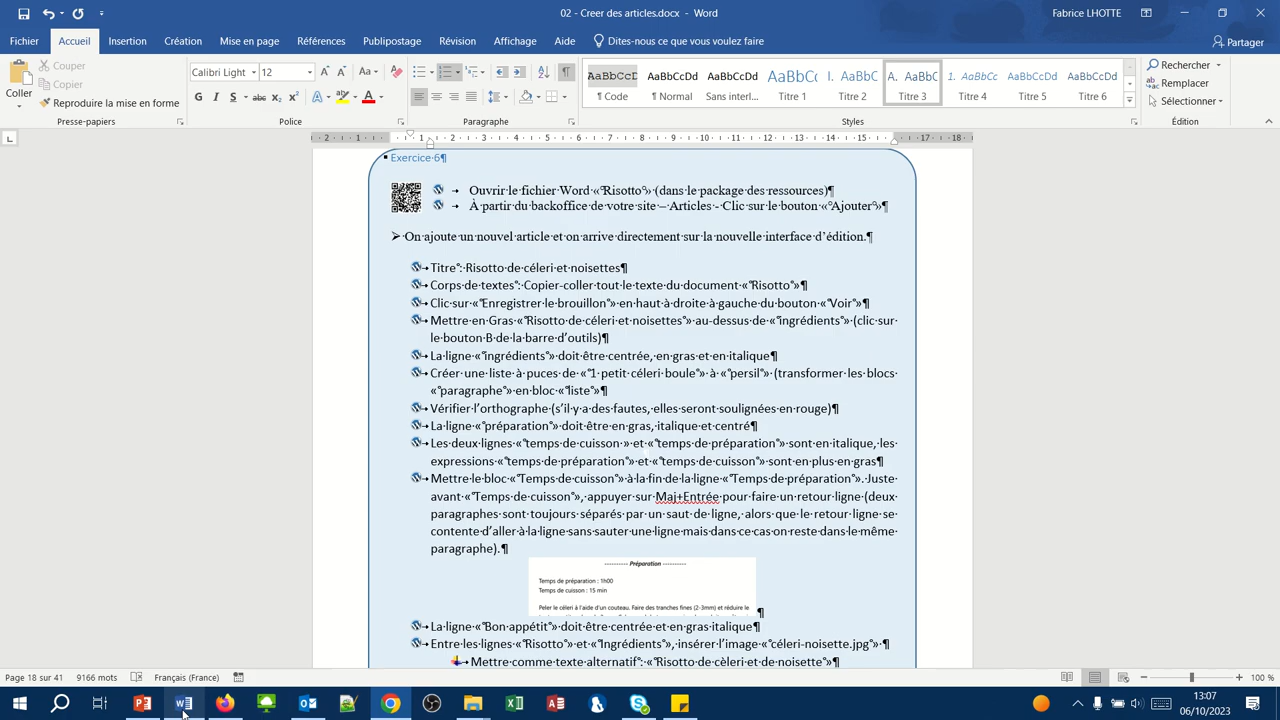 02 - articles.docx - Word
Fabrice LHOTTE
Fichier Accueil Insertion Création Mise en page Références Publipostage Révision Affichage Aide Dites-nous ce que vous voulez faire
Partager
Coller
Couper
Copier
Reproduire la mise en forme
Presse-papiers
Calibri Light 12
Police
Paragraphe
AaBbCcD AaBbCcDd AaBbCcDd AaBbCc I. AaBbC A. AaBbC 1. AaBbCc AaBbCcDd AaBbCcDd
¶ Code ¶ Normal Sans interl... Titre 1 Titre 2 Titre 3 Titre 4 Titre 5 Titre 6
Styles
Rechercher
Remplacer
Sélectionner
Édition
Exercice·6¶
Ouvrir·le·fichier·Word·«°Risotto°»·(dans·le·package·des·ressources)¶
À·partir·du·backoffice·de·votre·site·–·Articles·-·Clic·sur·le·bouton·«°Ajouter°»¶
On·ajoute·un·nouvel·article·et·on·arrive·directement·sur·la·nouvelle·interface·d’édition.¶
Titre°:·Risotto·de·céleri·et·noisettes¶
Corps·de·textes°:·Copier-coller·tout·le·texte·du·document·«°Risotto°»¶
Clic·sur·«°Enregistrer·le·brouillon°»·en·haut·à·droite·à·gauche·du·bouton·«°Voir°»¶
Mettre·en·Gras·«°Risotto·de·céleri·et·noisettes°»·au-dessus·de·«°ingrédients°»·(clic·sur·
le·bouton·B·de·la·barre·d’outils)¶
La·ligne·«°ingrédients°»·doit·être·centrée,·en·gras·et·en·italique¶
Créer·une·liste·à·puces·de·«°1·petit·céleri·boule°»·à·«°persil°»·(transformer·les·blocs·
«°paragraphe°»·en·bloc·«°liste°»¶
Vérifier·l’orthographe·(s’il·y·a·des·fautes,·elles·seront·soulignées·en·rouge)¶
La·ligne·«°préparation°»·doit·être·en·gras,·italique·et·centré¶
Les·deux·lignes·«°temps·de·cuisson·»·et·«°temps·de·préparation°»·sont·en·italique,·les·
expressions·«°temps·de·préparation°»·et·«°temps·de·cuisson°»·sont·en·plus·en·gras¶
Mettre·le·bloc·«°Temps·de·cuisson°»·à·la·fin·de·la·ligne·«°Temps·de·préparation°».·Juste·
avant·«°Temps·de·cuisson°»,·appuyer·sur·Maj+Entrée·pour·faire·un·retour·ligne·(deux·
paragraphes·sont·toujours·séparés·par·un·saut·de·ligne,·alors·que·le·retour·ligne·se·
contente·d’aller·à·la·ligne·sans·sauter·une·ligne·mais·dans·ce·cas·on·reste·dans·le·même·
paragraphe).¶
---------- Préparation ----------
Temps de préparation : 1h00
Temps de cuisson : 15 min
Peler le céleri à l'aide d'un couteau. Faire des tranches fines (2-3mm) et réduire le
¶
La·ligne·«°Bon·appétit°»·doit·être·centrée·et·en·gras·italique¶
Entre·les·lignes·«°Risotto°»·et·«°Ingrédients°»,·insérer·l’image·«°céleri-noisette.jpg°»·¶
Mettre·comme·texte·alternatif°:·«°Risotto·de·cèleri·et·de·noisette°»¶
Page 18 sur 41 9166 mots Français (France) 100 %
13:07
06/10/2023